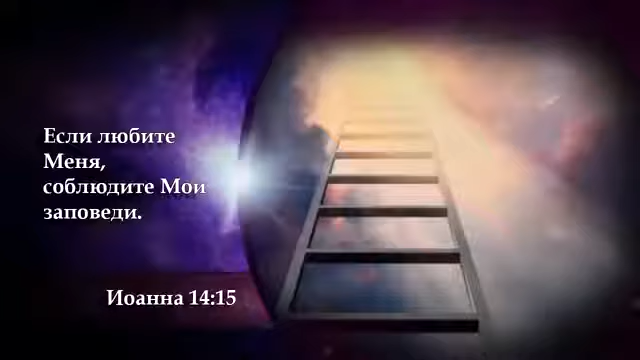 Если любите
Меня,
соблюдите Мои
заповеди.
Иоанна 14:15